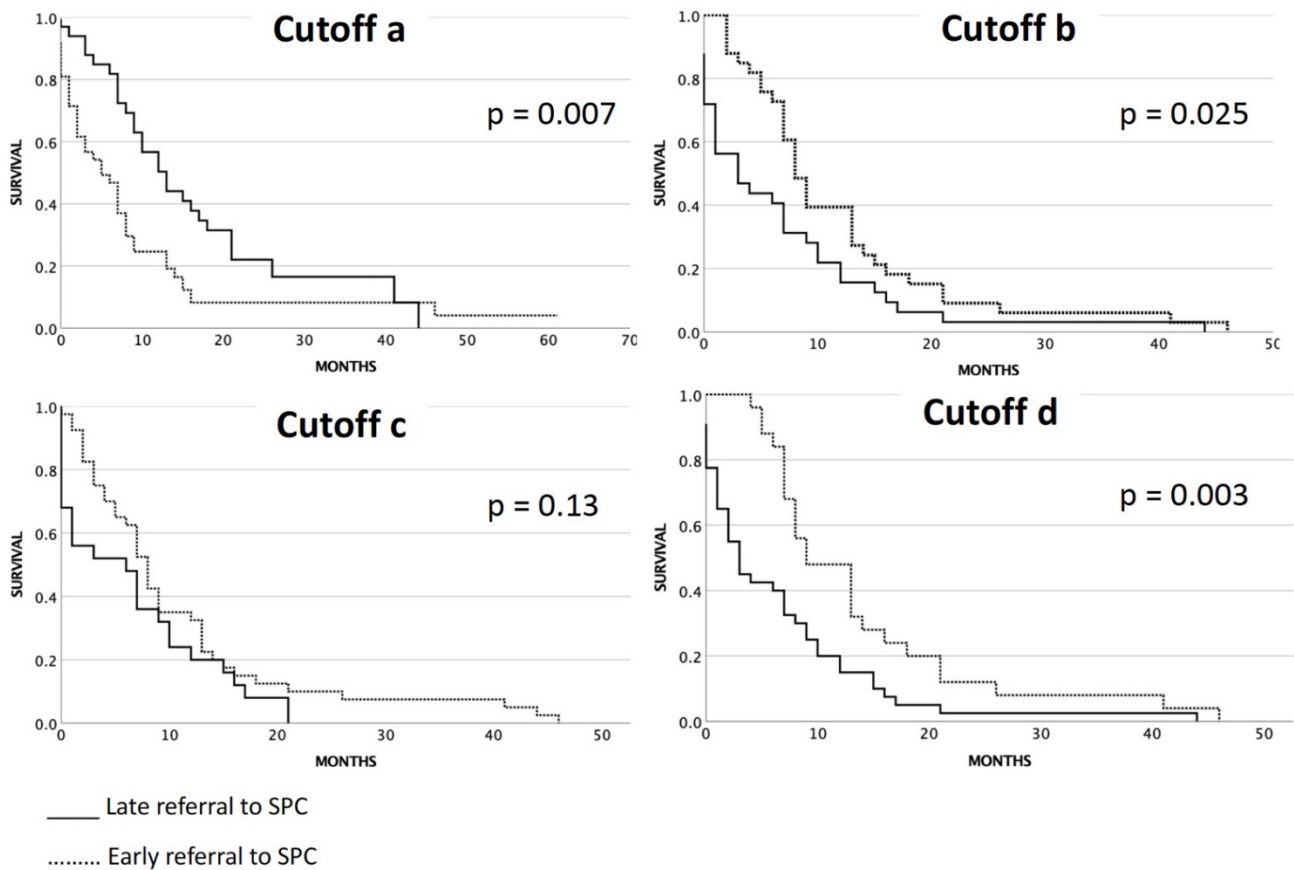 Cutoff a
p = 0.007
SURVIVAL
1.0
0.8
0.6
0.4
0.2
0.0
0 10 20 30 40 50 60 70
MONTHS
Cutoff b
p = 0.025
SURVIVAL
1.0
0.8
0.6
0.4
0.2
0.0
0 10 20 30 40 50
MONTHS
Cutoff c
p = 0.13
SURVIVAL
1.0
0.8
0.6
0.4
0.2
0.0
0 10 20 30 40 50
MONTHS
Cutoff d
p = 0.003
SURVIVAL
1.0
0.8
0.6
0.4
0.2
0.0
0 10 20 30 40 50
MONTHS
Late referral to SPC
Early referral to SPC